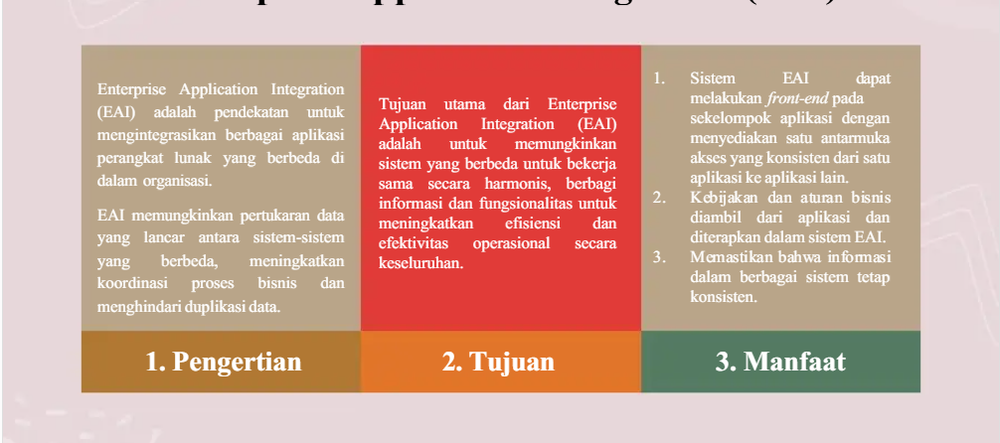 Enterprise Application Integration
(EAI) adalah pendekatan untuk
mengintegrasikan berbagai aplikasi
perangkat lunak yang berbeda di
dalam organisasi.
EAI memungkinkan pertukaran data
yang lancar antara sistem-sistem
yang berbeda, meningkatkan
koordinasi proses bisnis dan
menghindari duplikasi data.
1. Pengertian
Tujuan utama dari Enterprise
Application Integration (EAI)
adalah untuk memungkinkan
sistem yang berbeda untuk bekerja
sama secara harmonis, berbagi
informasi dan fungsionalitas untuk
meningkatkan efisiensi dan
efektivitas operasional secara
keseluruhan.
2. Tujuan
1. Sistem EAI dapat
melakukan front-end pada
sekelompok aplikasi dengan
menyediakan satu antarmuka
akses yang konsisten dari satu
aplikasi ke aplikasi lain.
2. Kebijakan dan aturan bisnis
diambil dari aplikasi dan
diterapkan dalam sistem EAI.
3. Memastikan bahwa informasi
dalam berbagai sistem tetap
konsisten.
3. Manfaat